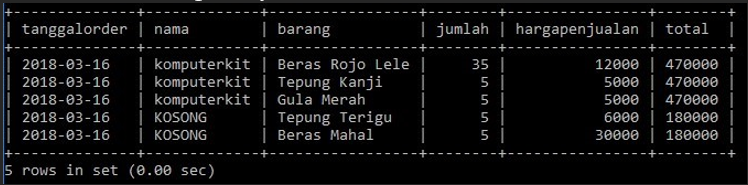 +--------------+-------------+-----------------+--------+----------------+--------+
| tanggalorder | nama        | barang          | jumlah | hargapenjualan | total  |
+--------------+-------------+-----------------+--------+----------------+--------+
| 2018-03-16   | komputerkit | Beras Rojo Lele |     35 |          12000 | 470000 |
| 2018-03-16   | komputerkit | Tepung Kanji    |      5 |           5000 | 470000 |
| 2018-03-16   | komputerkit | Gula Merah      |      5 |           5000 | 470000 |
| 2018-03-16   | KOSONG      | Tepung Terigu   |      5 |           6000 | 180000 |
| 2018-03-16   | KOSONG      | Beras Mahal     |      5 |          30000 | 180000 |
+--------------+-------------+-----------------+--------+----------------+--------+
5 rows in set (0.00 sec)